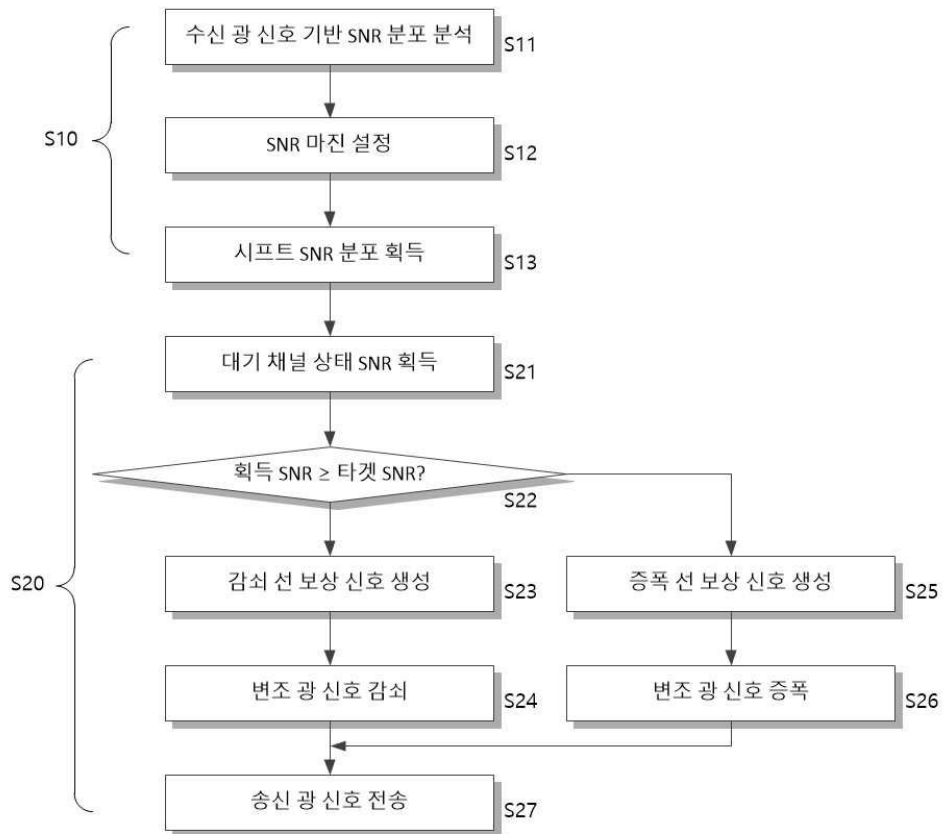 수신 광 신호 기반 SNR 분포 분석
S11
S10
SNR 마진 설정
S12
시프트 SNR 분포 획득
S13
대기 채널 상태 SNR 획득
S21
획득 SNR ≥ 타겟 SNR?
S22
S20
감쇠 선 보상 신호 생성
S23
증폭 선 보상 신호 생성
S25
변조 광 신호 감쇠
S24
변조 광 신호 증폭
S26
송신 광 신호 전송
S27